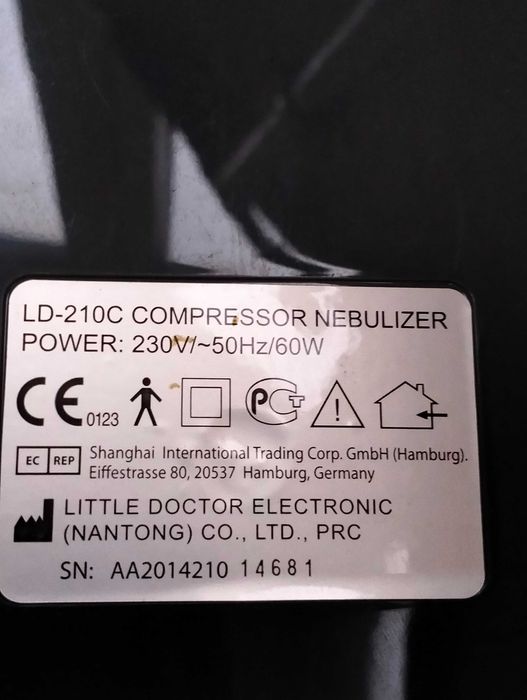 LD-210C COMPRESSOR NEBULIZER
POWER: 230V/~50Hz/60W
CE 0123
PCT
EC REP
Shanghai International Trading Corp. GmbH (Hamburg).
Eiffestrasse 80, 20537 Hamburg, Germany
LITTLE DOCTOR ELECTRONIC
(NANTONG) CO., LTD., PRC
SN: AA2014210 14681